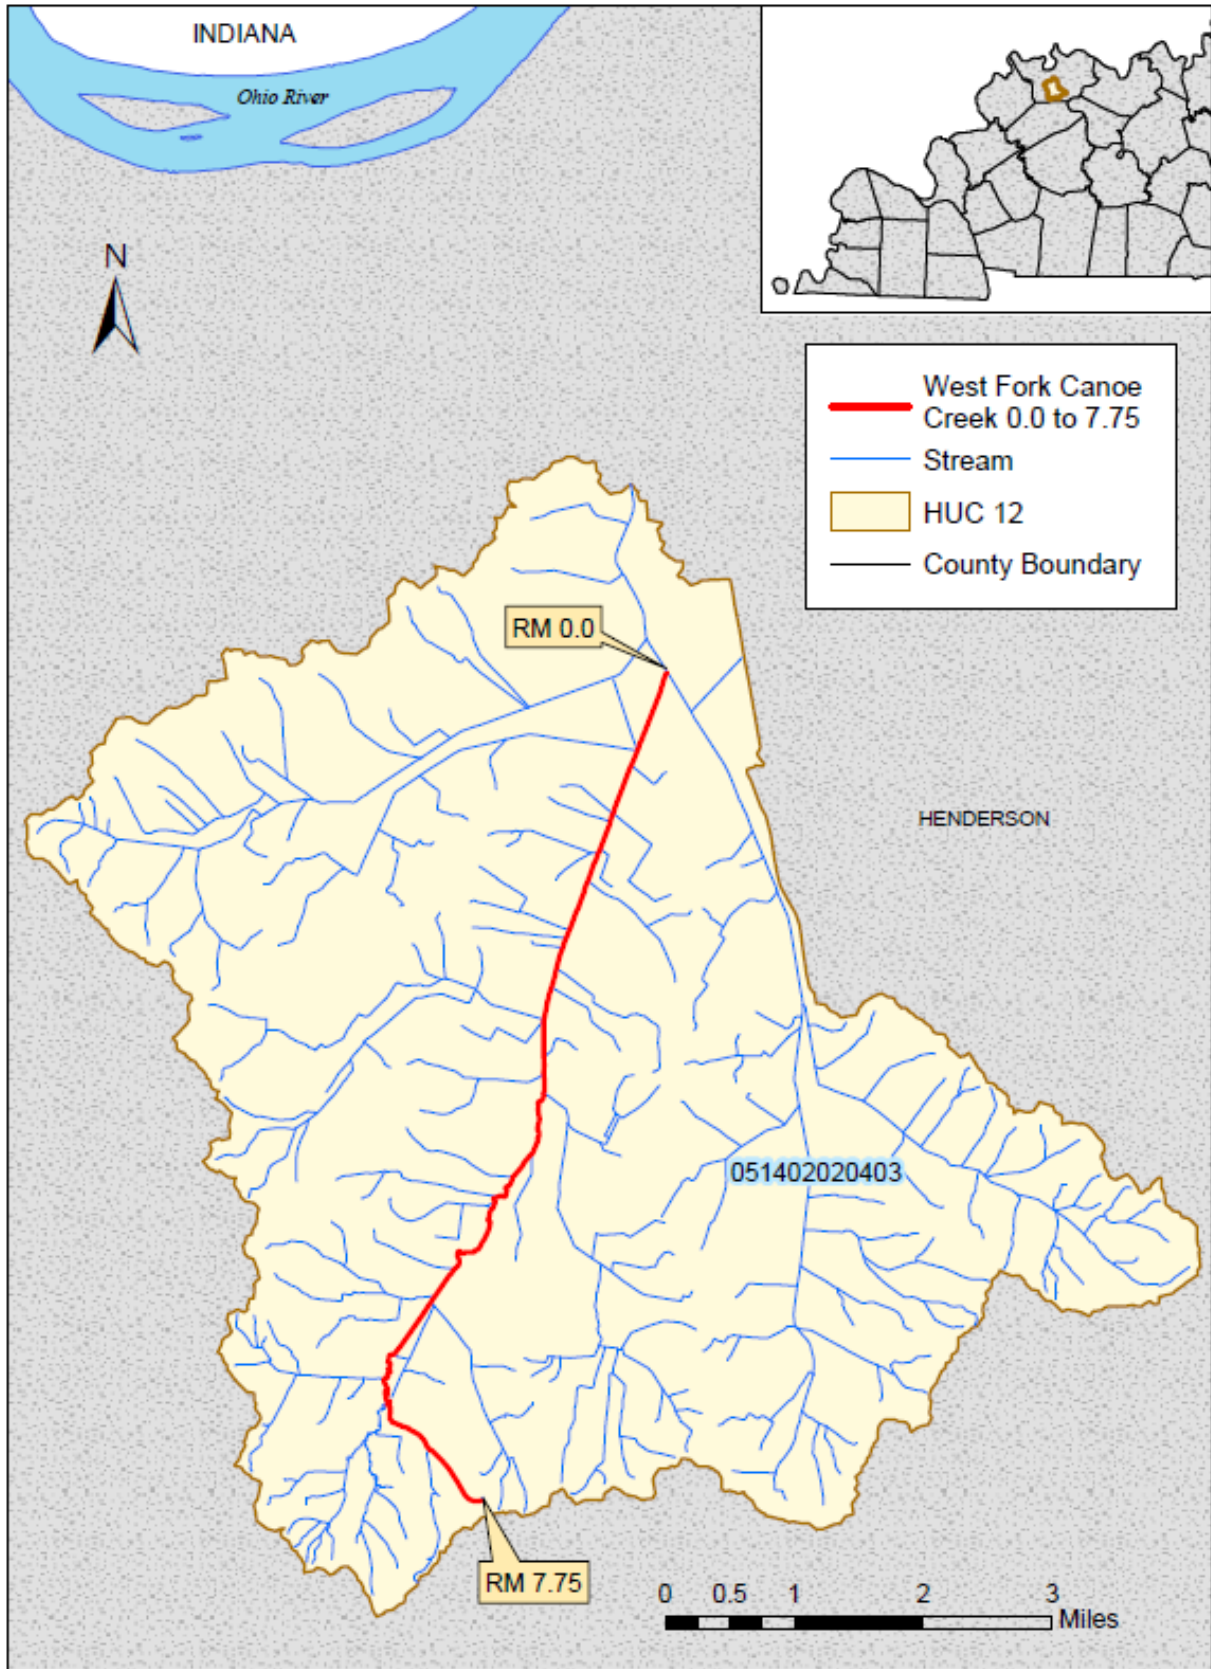 INDIANA
Ohio River
N
West Fork Canoe
Creek 0.0 to 7.75
Stream
HUC 12
County Boundary
RM 0.0
HENDERSON
051402020403
RM 7.75
0 0.5 1 2 3
Miles